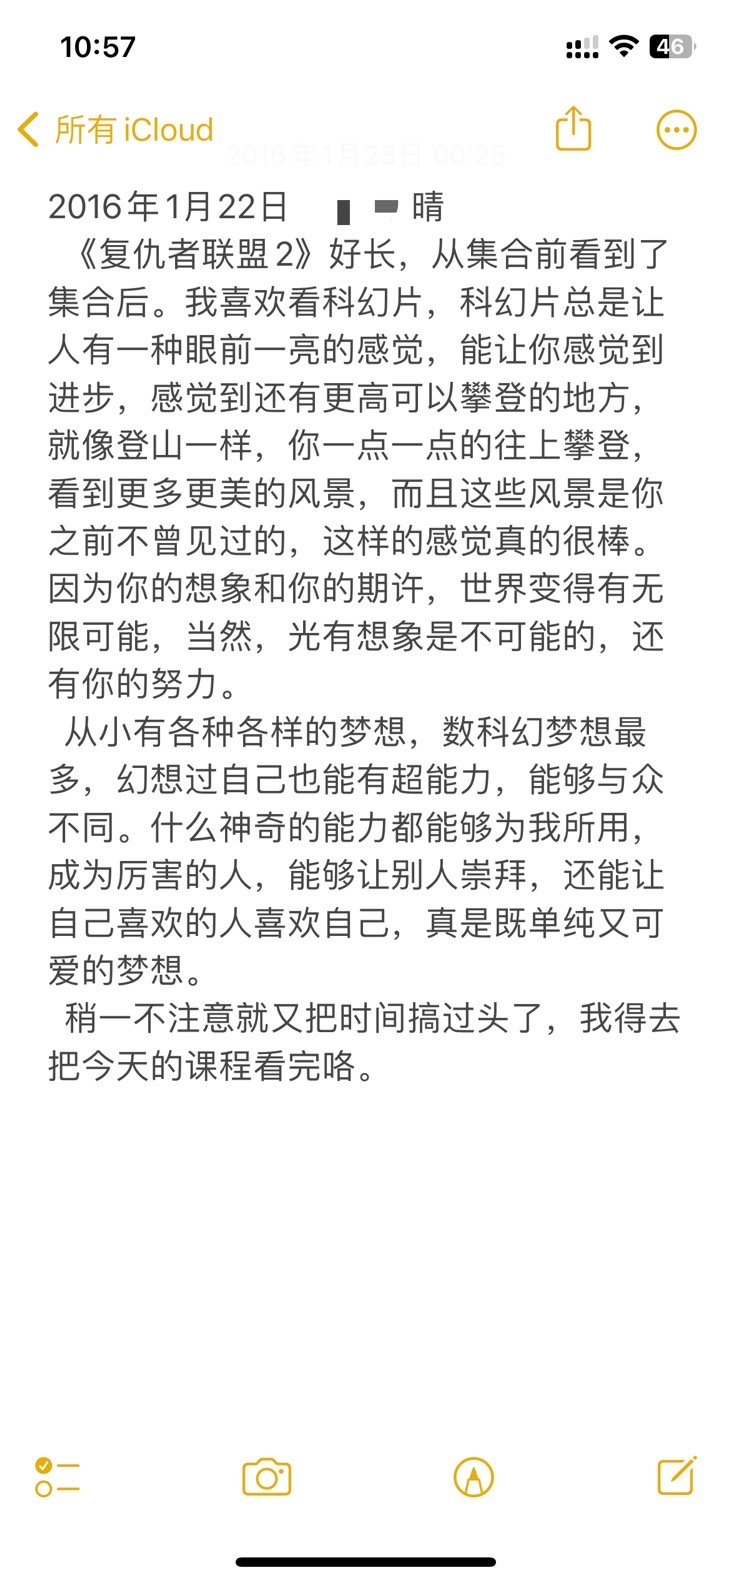 10:57
46
所有 iCloud
2016年1月23日 00:25
2016年1月22日 晴
《复仇者联盟2》好长，从集合前看到了
集合后。我喜欢看科幻片，科幻片总是让
人有一种眼前一亮的感觉，能让你感觉到
进步，感觉到还有更高可以攀登的地方，
就像登山一样，你一点一点的往上攀登，
看到更多更美的风景，而且这些风景是你
之前不曾见过的，这样的感觉真的很棒。
因为你的想象和你的期许，世界变得有无
限可能，当然，光有想象是不可能的，还
有你的努力。
从小有各种各样的梦想，数科幻梦想最
多，幻想过自己也能有超能力，能够与众
不同。什么神奇的能力都能够为我所用，
成为厉害的人，能够让别人崇拜，还能让
自己喜欢的人喜欢自己，真是既单纯又可
爱的梦想。
稍一不注意就又把时间搞过头了，我得去
把今天的课程看完咯。